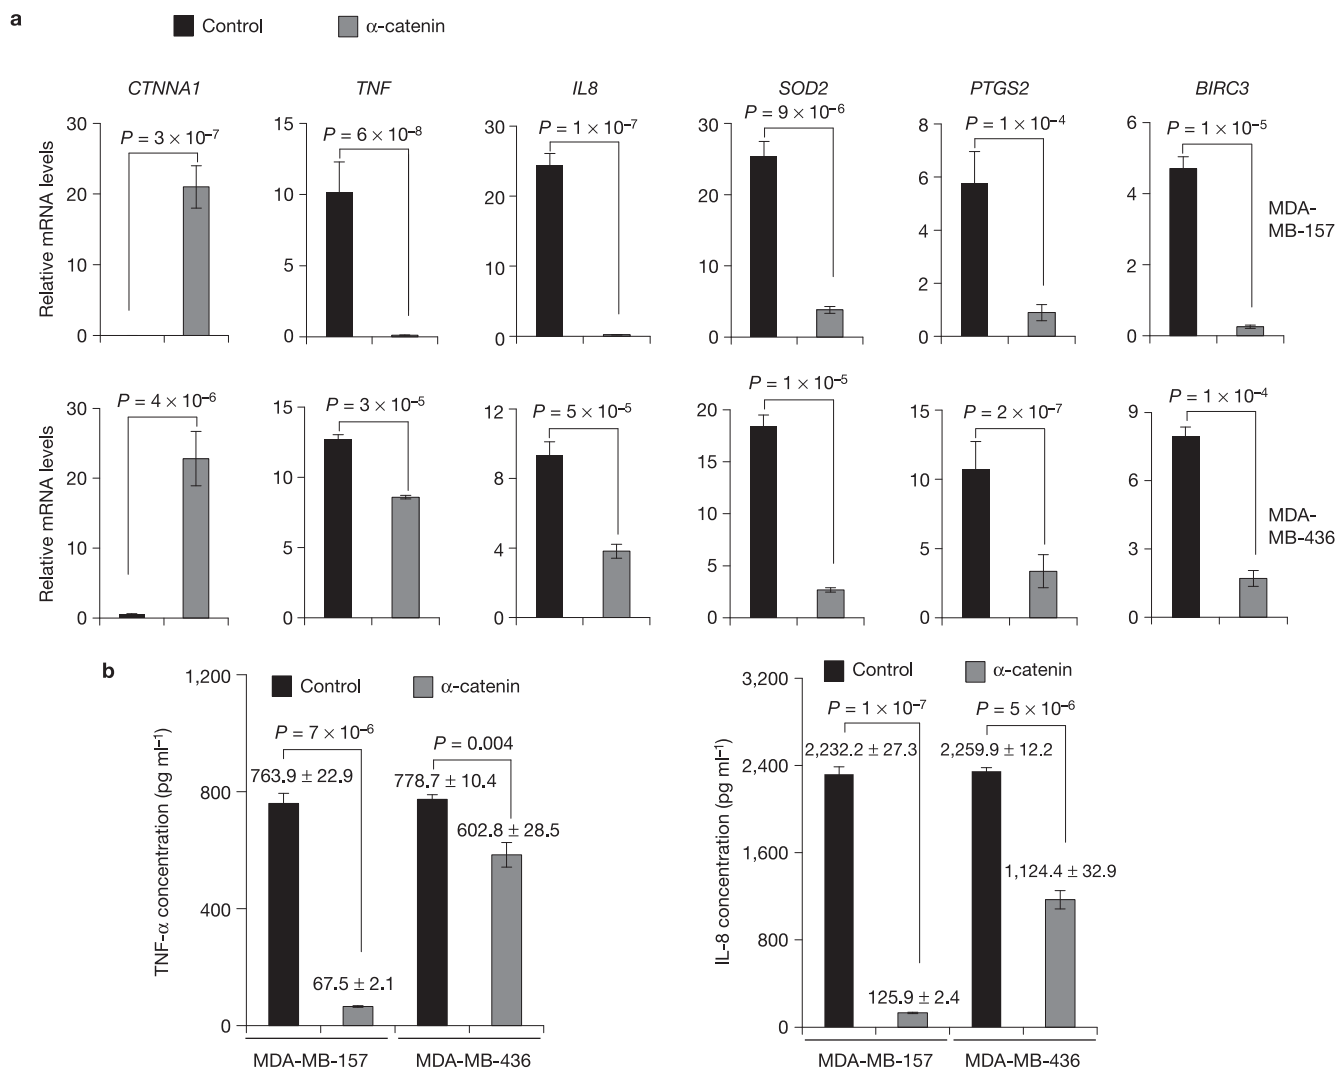 a
Control α-catenin
CTNNA1 TNF IL8 SOD2 PTGS2 BIRC3
Relative mRNA levels
30
20
10
0
P = 3 × 10⁻⁷
15
10
5
0
P = 6 × 10⁻⁸
30
20
10
0
P = 1 × 10⁻⁷
30
20
10
0
P = 9 × 10⁻⁶
8
6
4
2
0
P = 1 × 10⁻⁴
6
4
2
0
P = 1 × 10⁻⁵
MDA-
MB-157
Relative mRNA levels
30
20
10
0
P = 4 × 10⁻⁶
15
10
5
0
P = 3 × 10⁻⁵
12
8
4
0
P = 5 × 10⁻⁵
20
15
10
5
0
P = 1 × 10⁻⁵
15
10
5
0
P = 2 × 10⁻⁷
9
6
3
0
P = 1 × 10⁻⁴
MDA-
MB-436
b
TNF-α concentration (pg ml⁻¹)
1,200
800
400
0
Control α-catenin
P = 7 × 10⁻⁶
P = 0.004
763.9 ± 22.9
778.7 ± 10.4
602.8 ± 28.5
67.5 ± 2.1
MDA-MB-157 MDA-MB-436
IL-8 concentration (pg ml⁻¹)
3,200
2,400
1,600
800
0
Control α-catenin
P = 1 × 10⁻⁷
P = 5 × 10⁻⁶
2,232.2 ± 27.3
2,259.9 ± 12.2
1,124.4 ± 32.9
125.9 ± 2.4
MDA-MB-157 MDA-MB-436